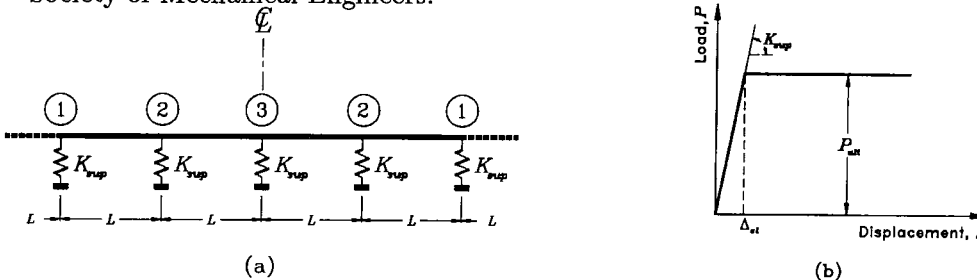 Society of Mechanical Engineers.
℄
1 2 3 2 1
K_sup K_sup K_sup K_sup K_sup
L L L L L L
(a)
Load, P
K_sup
1
P_ult
Δ_el
Displacement,
(b)